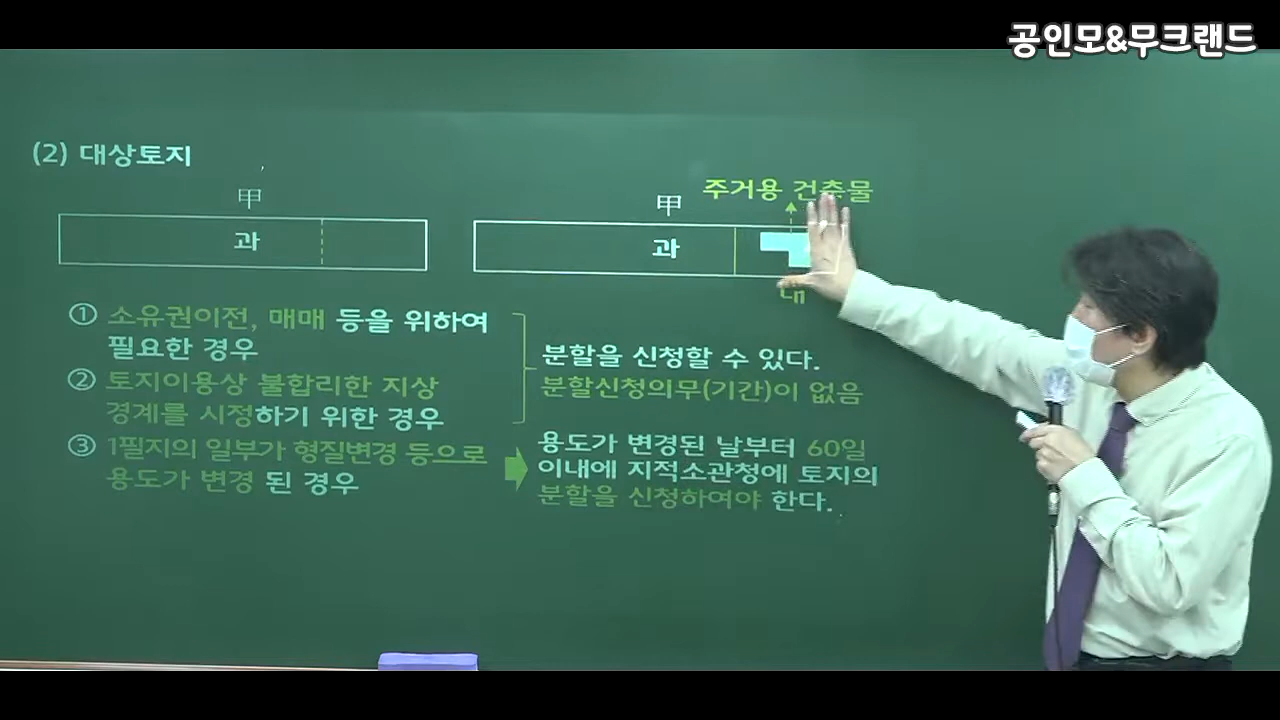 공인모&무크랜드
(2) 대상토지
甲
과
甲
주거용 건축물
과
대
① 소유권이전, 매매 등을 위하여
필요한 경우
② 토지이용상 불합리한 지상
경계를 시정하기 위한 경우
분할을 신청할 수 있다.
분할신청의무(기간)이 없음
③ 1필지의 일부가 형질변경 등으로
용도가 변경 된 경우
용도가 변경된 날부터 60일
이내에 지적소관청에 토지의
분할을 신청하여야 한다.